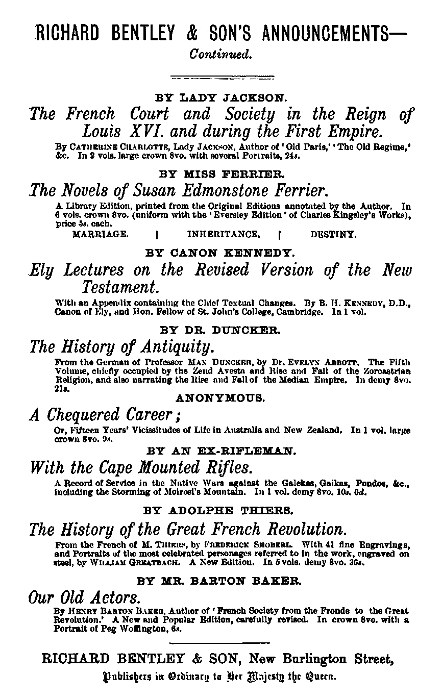 RICHARD BENTLEY & SON'S ANNOUNCEMENTS—
Continued.
BY LADY JACKSON.
The French Court and Society in the Reign of
Louis XVI. and during the First Empire.
By CATHERINE CHARLOTTE, Lady JACKSON, Author of 'Old Paris,' 'The Old Regime,'
&c. In 2 vols. large crown 8vo. with several Portraits, 24s.
BY MISS FERRIER.
The Novels of Susan Edmonstone Ferrier.
A Library Edition, printed from the Original Editions annotated by the Author. In
6 vols. crown 8vo. (uniform with the 'Eversley Edition' of Charles Kingsley's Works),
price 5s. each.
MARRIAGE. | INHERITANCE. | DESTINY.
BY CANON KENNEDY.
Ely Lectures on the Revised Version of the New
Testament.
With an Appendix containing the Chief Textual Changes. By B. H. KENNEDY, D.D.,
Canon of Ely, and Hon. Fellow of St. John's College, Cambridge. In 1 vol.
BY DR. DUNCKER.
The History of Antiquity.
From the German of Professor MAX DUNCKER, by Dr. EVELYN ABBOTT. The Fifth
Volume, chiefly occupied by the Zend Avesta and Rise and Fall of the Zoroastrian
Religion, and also narrating the Rise and Fall of the Median Empire. In demy 8vo.
21s.
ANONYMOUS.
A Chequered Career;
Or, Fifteen Years' Vicissitudes of Life in Australia and New Zealand. In 1 vol. large
crown 8vo. 9s.
BY AN EX-RIFLEMAN.
With the Cape Mounted Rifles.
A Record of Service in the Native Wars against the Galekas, Gaikas, Pondos, &c.,
including the Storming of Moirosi's Mountain. In 1 vol. demy 8vo. 10s. 6d.
BY ADOLPHE THIERS.
The History of the Great French Revolution.
From the French of M. THIERS, by FREDERICK SHOBERL. With 41 fine Engravings,
and Portraits of the most celebrated personages referred to in the work, engraved on
steel, by WILLIAM GREATBACH. A New Edition. In 5 vols. demy 8vo. 36s.
BY MR. BARTON BAKER.
Our Old Actors.
By HENRY BARTON BAKER, Author of 'French Society from the Fronde to the Great
Revolution.' A New and Popular Edition, carefully revised. In crown 8vo. with a
Portrait of Peg Woffington, 6s.
RICHARD BENTLEY & SON, New Burlington Street,
Publishers in Ordinary to Her Majesty the Queen.